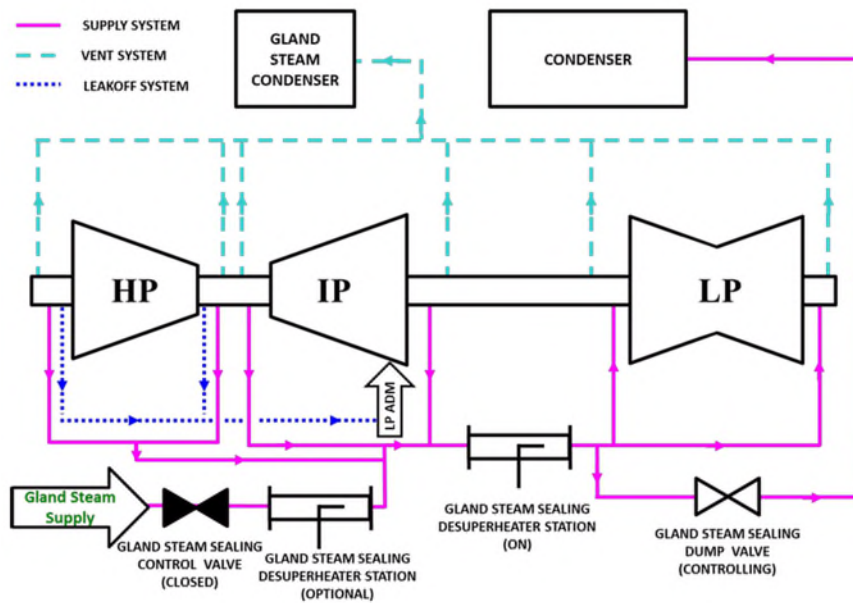 SUPPLY SYSTEM
VENT SYSTEM
LEAKOFF SYSTEM
GLAND
STEAM
CONDENSER
CONDENSER
HP
IP
LP
LP ADM
Gland Steam
Supply
GLAND STEAM SEALING
CONTROL VALVE
(CLOSED)
GLAND STEAM SEALING
DESUPERHEATER STATION
(OPTIONAL)
GLAND STEAM SEALING
DESUPERHEATER STATION
(ON)
GLAND STEAM SEALING
DUMP VALVE
(CONTROLLING)